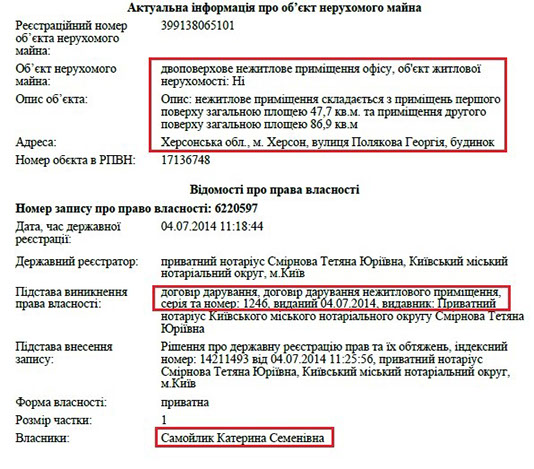 Актуальна інформація про об’єкт нерухомого майна
Реєстраційний номер 399138065101
об’єкта нерухомого
майна:
Об’єкт нерухомого двоповерхове нежитлове приміщення офісу, об'єкт житлової
майна: нерухомості: Ні
Опис об’єкта: Опис: нежитлове приміщення складається з приміщень першого
поверху загальною площею 47,7 кв.м. та приміщення другого
поверху загальною площею 86,9 кв.м
Адреса: Херсонська обл., м. Херсон, вулиця Полякова Георгія, будинок
Номер обєкта в РПВН: 17136748
Відомості про права власності
Номер запису про право власності: 6220597
Дата, час державної 04.07.2014 11:18:44
реєстрації:
Державний реєстратор: приватний нотаріус Смірнова Тетяна Юріївна, Київський міський
нотаріальний округ, м.Київ
Підстава виникнення договір дарування, договір дарування нежитлового приміщення,
права власності: серія та номер: 1246, виданий 04.07.2014, видавник: Приватний
нотаріус Київського міського нотаріального округу Смірнова Тетяна
Юріївна
Підстава внесення Рішення про державну реєстрацію прав та їх обтяжень, індексний
запису: номер: 14211493 від 04.07.2014 11:25:56, приватний нотаріус
Смірнова Тетяна Юріївна, Київський міський нотаріальний округ,
м.Київ
Форма власності: приватна
Розмір частки: 1
Власники: Самойлик Катерина Семенівна